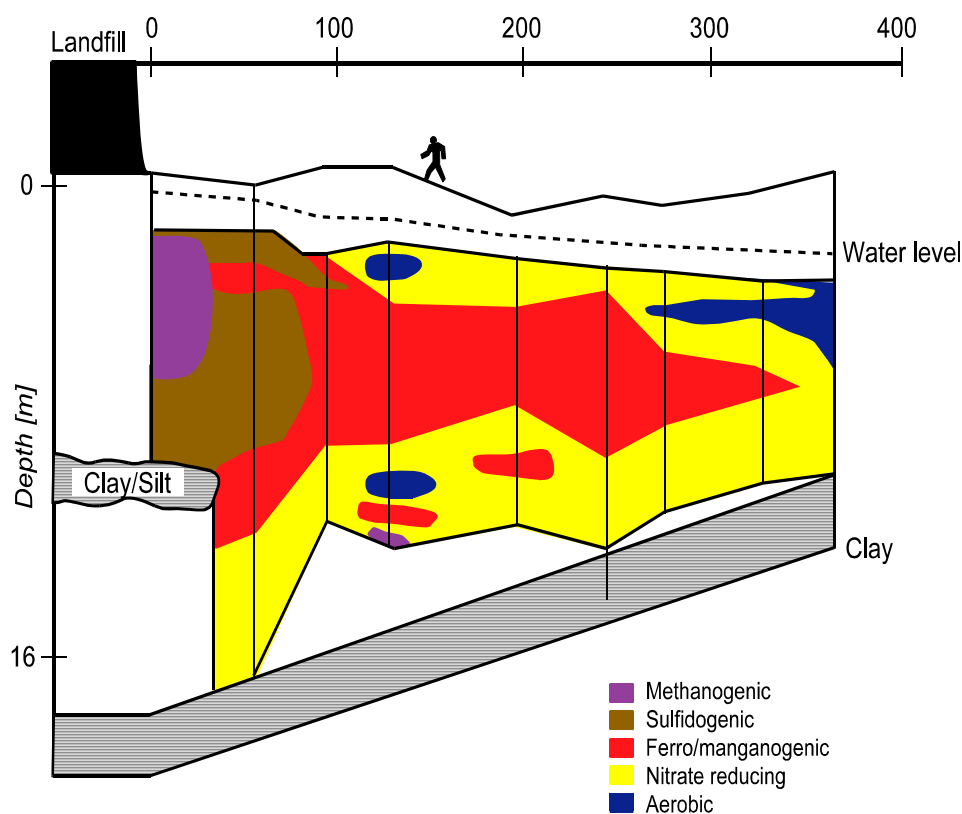 0 100 200 300 400
Landfill
0
Water level
Depth [m]
Clay/Silt
Clay
16
Methanogenic
Sulfidogenic
Ferro/manganogenic
Nitrate reducing
Aerobic